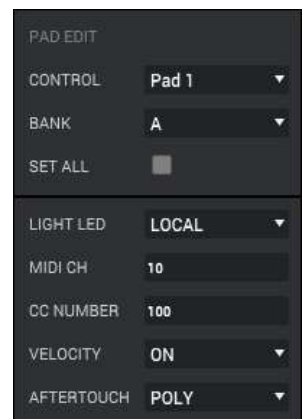 PAD EDIT
CONTROL Pad 1
BANK A
SET ALL
LIGHT LED LOCAL
MIDI CH 10
CC NUMBER 100
VELOCITY ON
AFTERTOUCH POLY